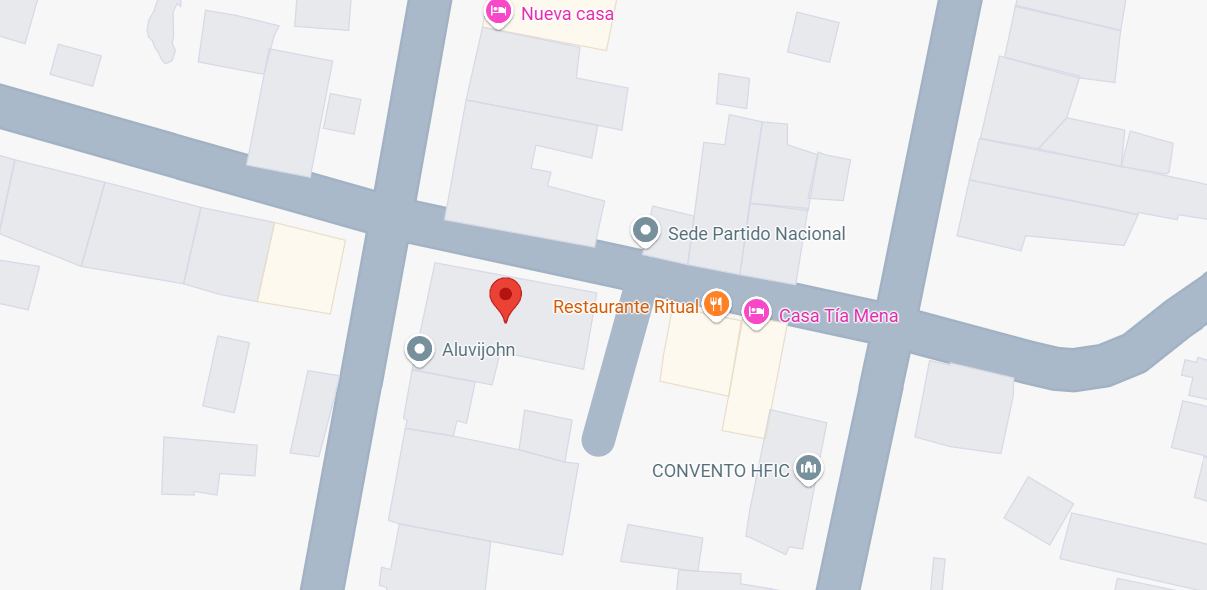 Nueva casa
Sede Partido Nacional
Restaurante Ritual
Casa Tía Mena
Aluvijohn
CONVENTO HFIC